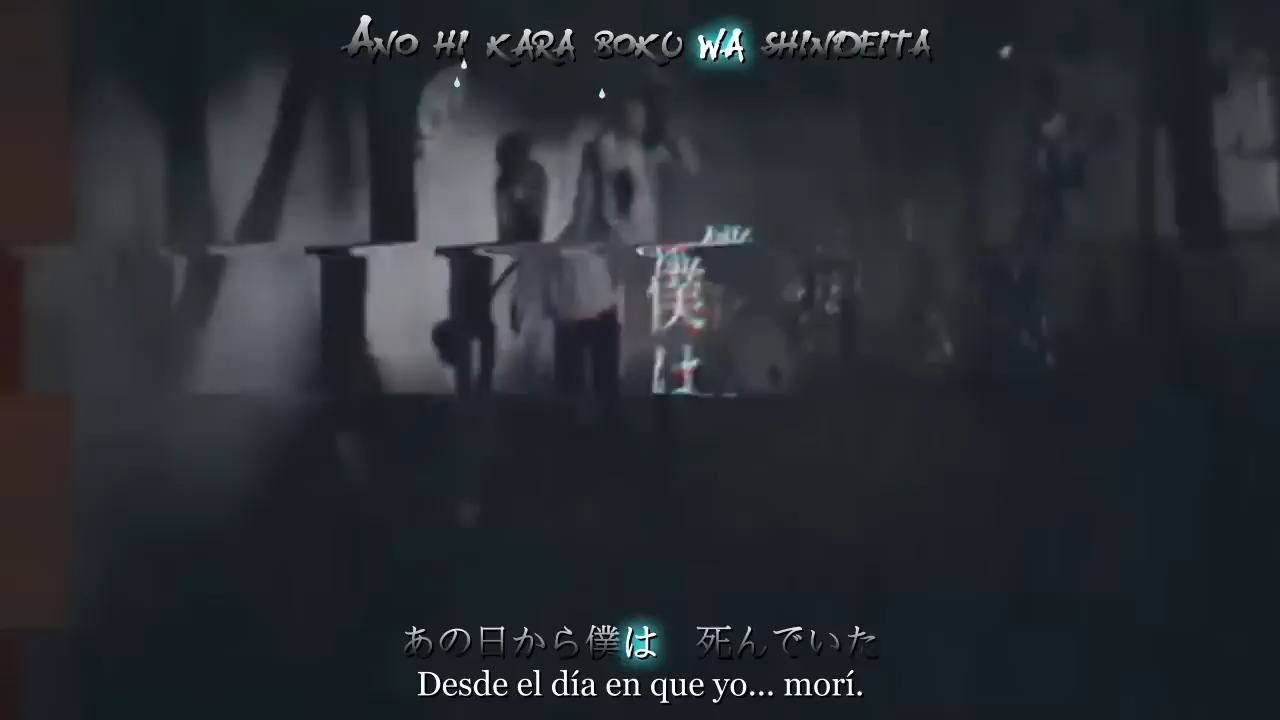 Ano hi kara boku wa shindeita
僕は
あの日から僕は 死んでいた
Desde el día en que yo... morí.